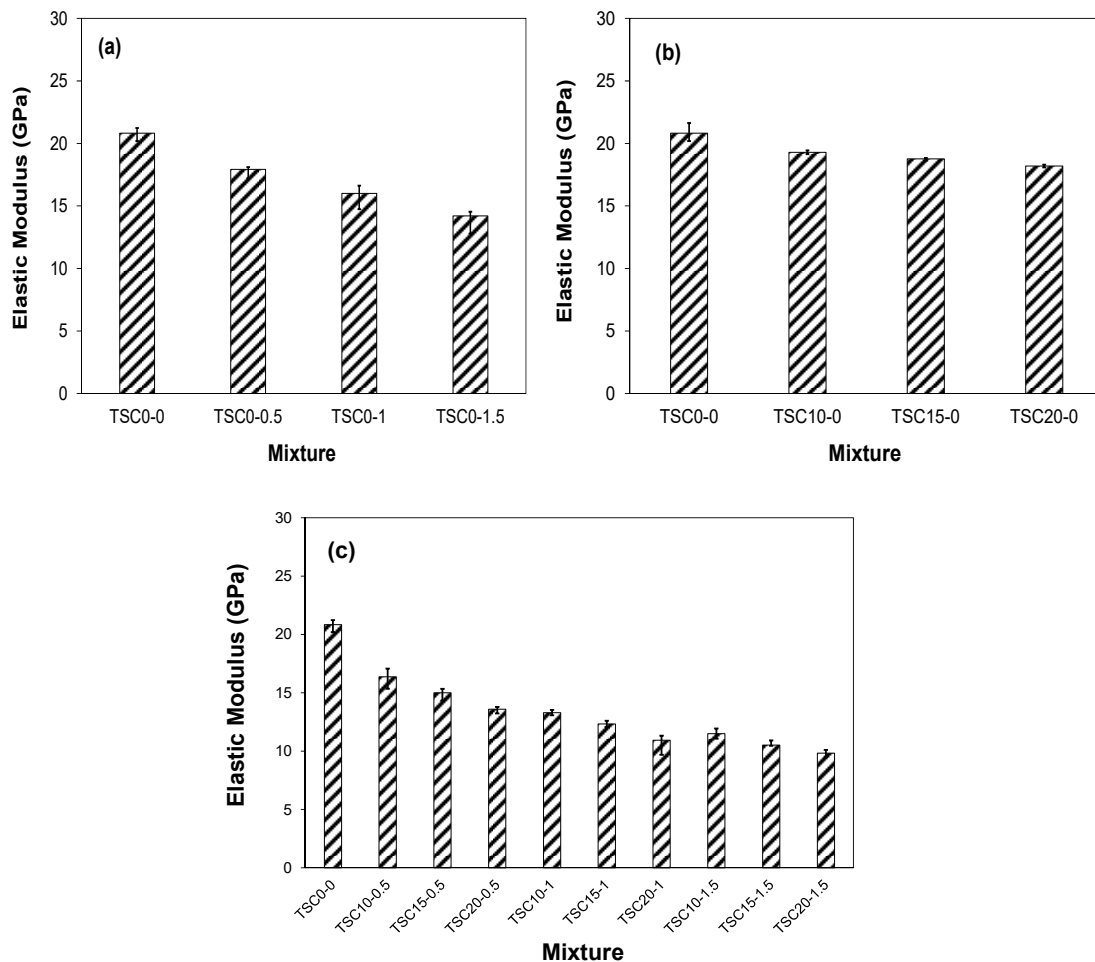 (a)
30
25
20
15
10
5
0
Elastic Modulus (GPa)
TSC0-0 TSC0-0.5 TSC0-1 TSC0-1.5
Mixture
(b)
30
25
20
15
10
5
0
Elastic Modulus (GPa)
TSC0-0 TSC10-0 TSC15-0 TSC20-0
Mixture
(c)
30
25
20
15
10
5
0
Elastic Modulus (GPa)
TSC0-0 TSC10-0.5 TSC15-0.5 TSC20-0.5 TSC10-1 TSC15-1 TSC20-1 TSC10-1.5 TSC15-1.5 TSC20-1.5
Mixture